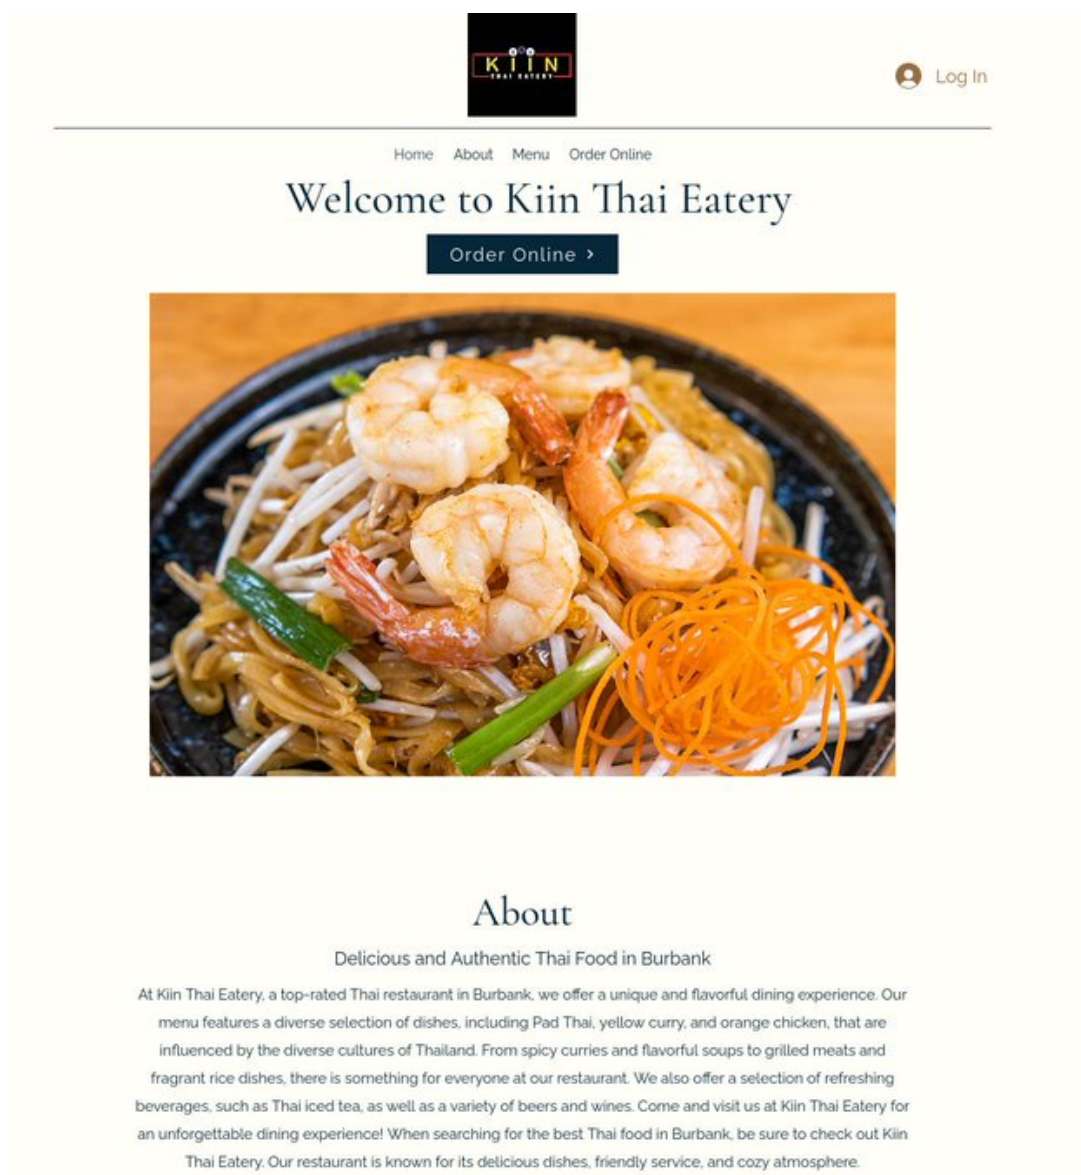 KIIN
THAI EATERY
Log In
Home About Menu Order Online
Welcome to Kiin Thai Eatery
Order Online >
About
Delicious and Authentic Thai Food in Burbank
At Kiin Thai Eatery, a top-rated Thai restaurant in Burbank, we offer a unique and flavorful dining experience. Our
menu features a diverse selection of dishes, including Pad Thai, yellow curry, and orange chicken, that are
influenced by the diverse cultures of Thailand. From spicy curries and flavorful soups to grilled meats and
fragrant rice dishes, there is something for everyone at our restaurant. We also offer a selection of refreshing
beverages, such as Thai iced tea, as well as a variety of beers and wines. Come and visit us at Kiin Thai Eatery for
an unforgettable dining experience! When searching for the best Thai food in Burbank, be sure to check out Kiin
Thai Eatery. Our restaurant is known for its delicious dishes, friendly service, and cozy atmosphere.